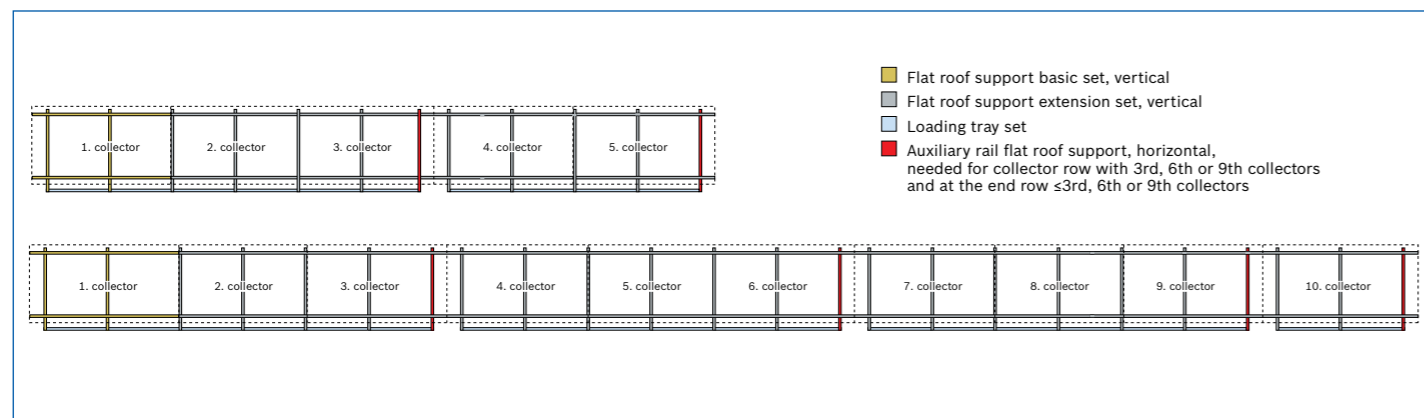 Flat roof support basic set, vertical
Flat roof support extension set, vertical
Loading tray set
Auxiliary rail flat roof support, horizontal,
needed for collector row with 3rd, 6th or 9th collectors
and at the end row ≤3rd, 6th or 9th collectors
1. collector
2. collector
3. collector
4. collector
5. collector
1. collector
2. collector
3. collector
4. collector
5. collector
6. collector
7. collector
8. collector
9. collector
10. collector